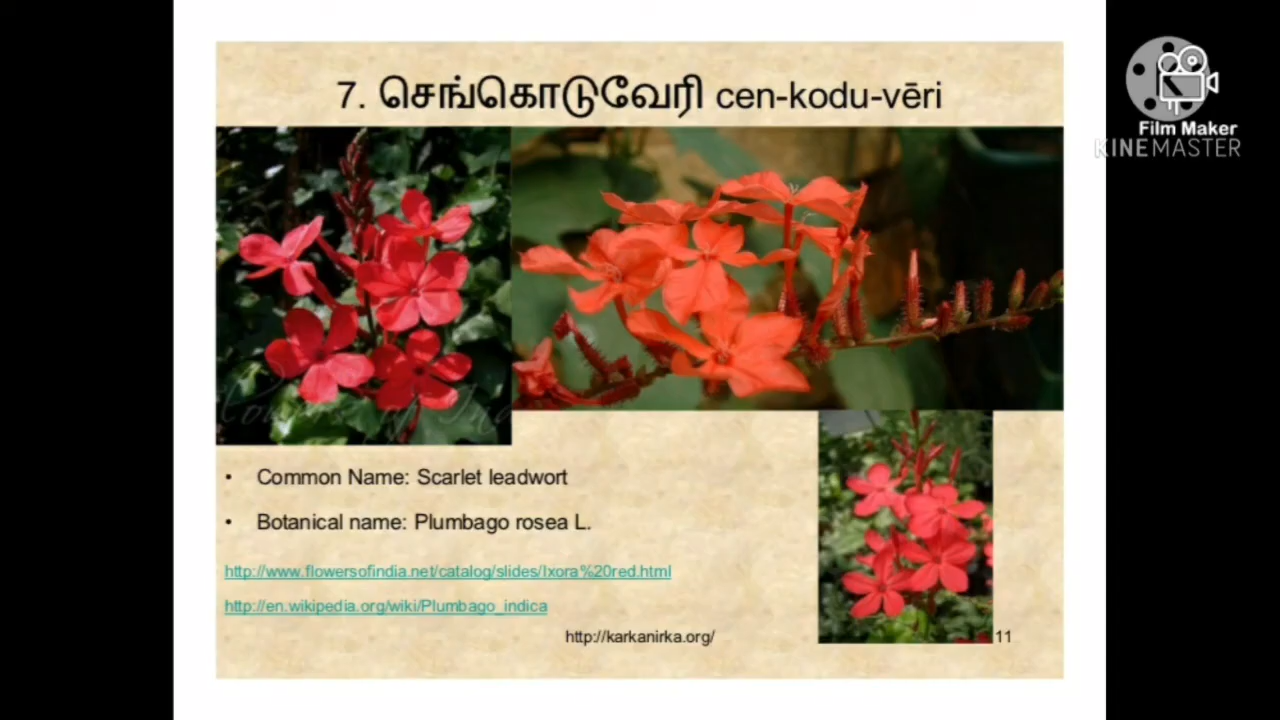 7. செங்கொடுவேரி cen-kodu-vēri
Film Maker
KINEMASTER
• Common Name: Scarlet leadwort
• Botanical name: Plumbago rosea L.
http://www.flowersofindia.net/catalog/slides/Ixora%20red.html
http://en.wikipedia.org/wiki/Plumbago_indica
http://karkanirka.org/
11